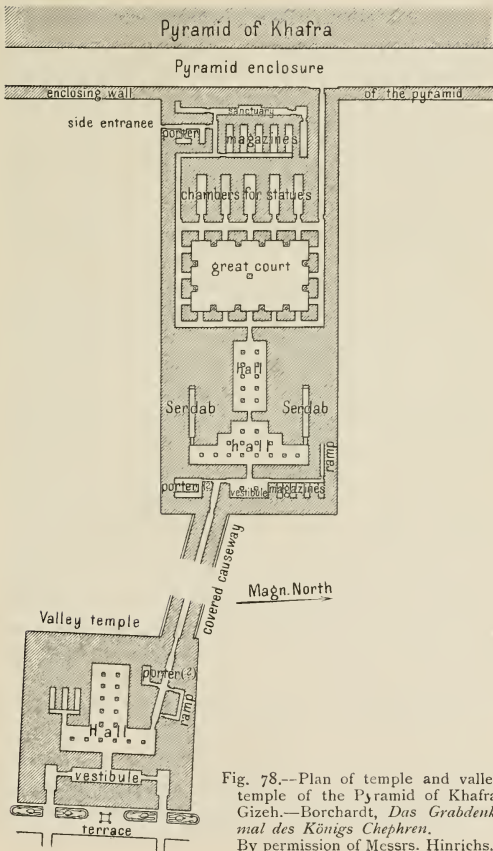 Pyramid of Khafra
Pyramid enclosure
enclosing wall
of the pyramid
sanctuary
side entranee
porter
magazines
chambers for statues
great court
hall
Serdab
Serdab
hall
ramp
porter (?)
vestibule
magazines
covered causeway
Magn. North
Valley temple
porter(?)
ramp
Hall
vestibule
terrace
Fig. 78.—Plan of temple and valle
temple of the Pyramid of Khafra
Gizeh.—Borchardt, Das Grabdenk
mal des Königs Chephren.
By permission of Messrs. Hinrichs.